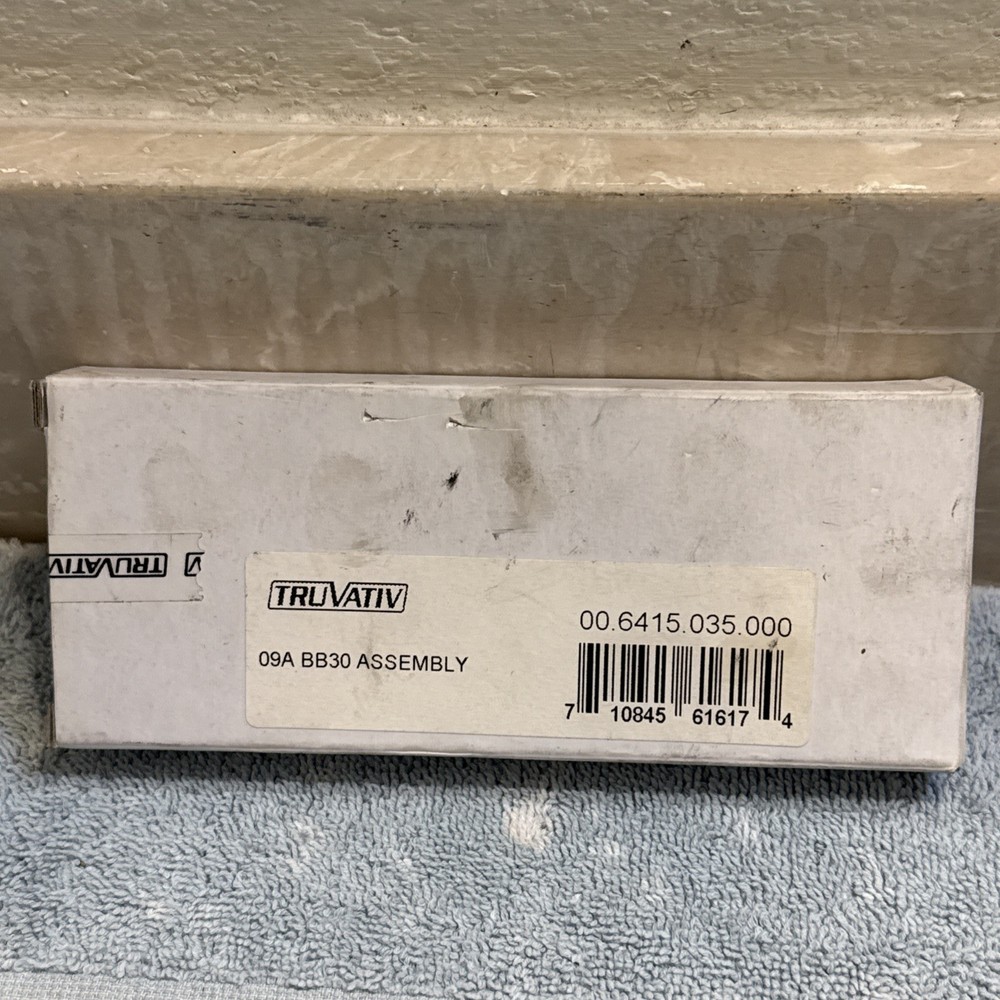 TRUVATIV V
TRUVATIV
00.6415.035.000
09A BB30 ASSEMBLY
7 10845 61617 4